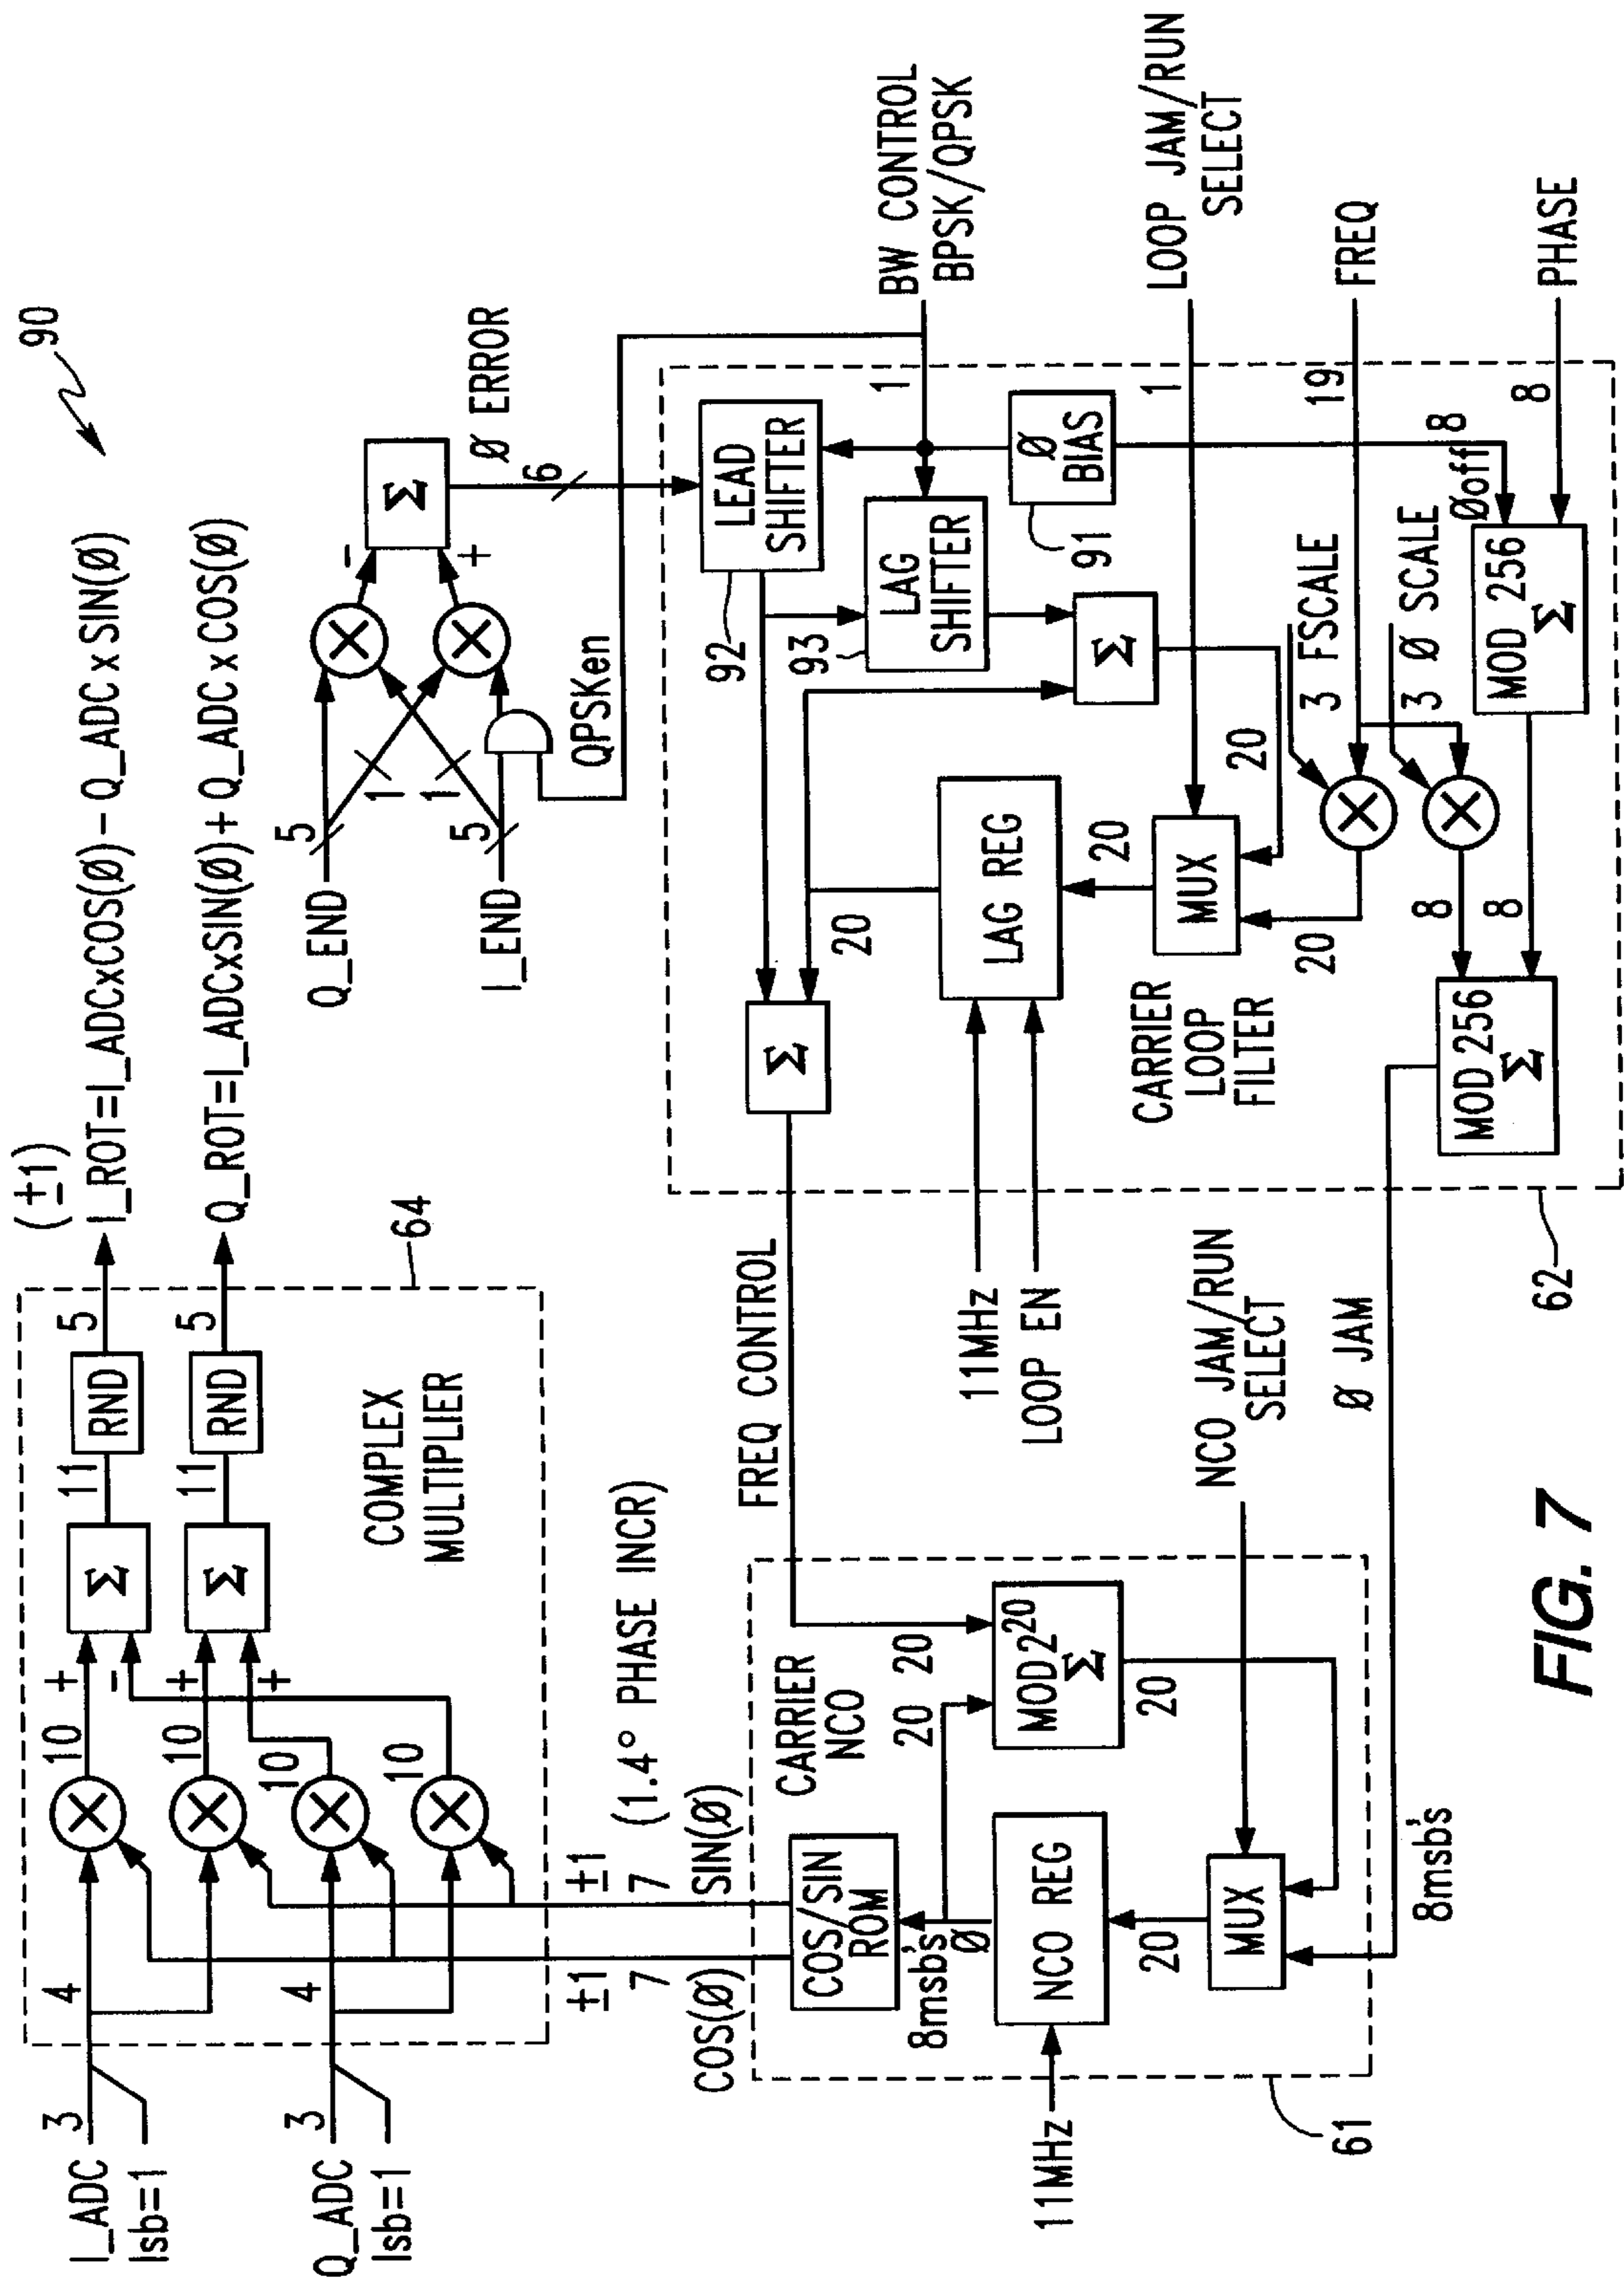 90
(±1)
I_ROT=I_ADCxCOS(Ø) - Q_ADC x SIN(Ø)
Q_ROT=I_ADCxSIN(Ø) + Q_ADC x COS(Ø)
64
I_ADC
lsb=1
3
4
Q_ADC
lsb=1
3
4
10
10
10
10
+
-
+
+
Σ
Σ
11
11
RND
RND
5
5
COMPLEX
MULTIPLIER
Q_END
5
I_END
5
1
1
-
+
Σ
Ø ERROR
6
QPSKen
COS(Ø)
±1
7
±1
7
SIN(Ø)
(1.4° PHASE INCR)
FREQ CONTROL
COS/SIN
ROM
8msb's
Ø
CARRIER
NCO
20
20
MOD 2^20
Σ
20
NCO REG
11MHz
20
MUX
NCO JAM/RUN
SELECT
8msb's
Ø JAM
61
LEAD
SHIFTER
92
LAG
SHIFTER
93
Ø
BIAS
91
BW CONTROL
BPSK/QPSK
1
LOOP JAM/RUN
SELECT
1
FREQ
19
PHASE
8
Σ
Σ
20
LAG REG
11MHz
LOOP EN
20
MUX
20
20
CARRIER
LOOP
FILTER
3 FSCALE
3 Ø SCALE
Øoff
8
MOD 256
Σ
8
8
MOD 256
Σ
62
FIG. 7